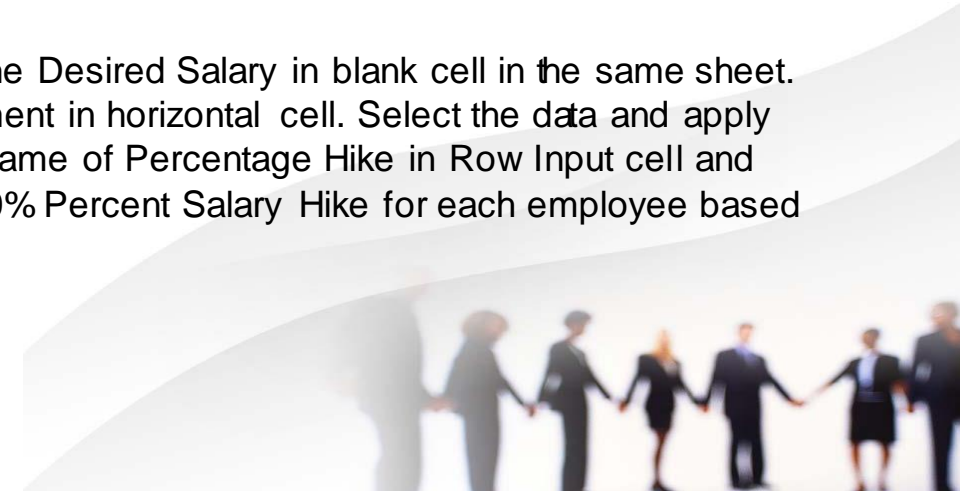 ne Desired Salary in blank cell in the same sheet.
nent in horizontal cell. Select the data and apply
ame of Percentage Hike in Row Input cell and
% Percent Salary Hike for each employee based